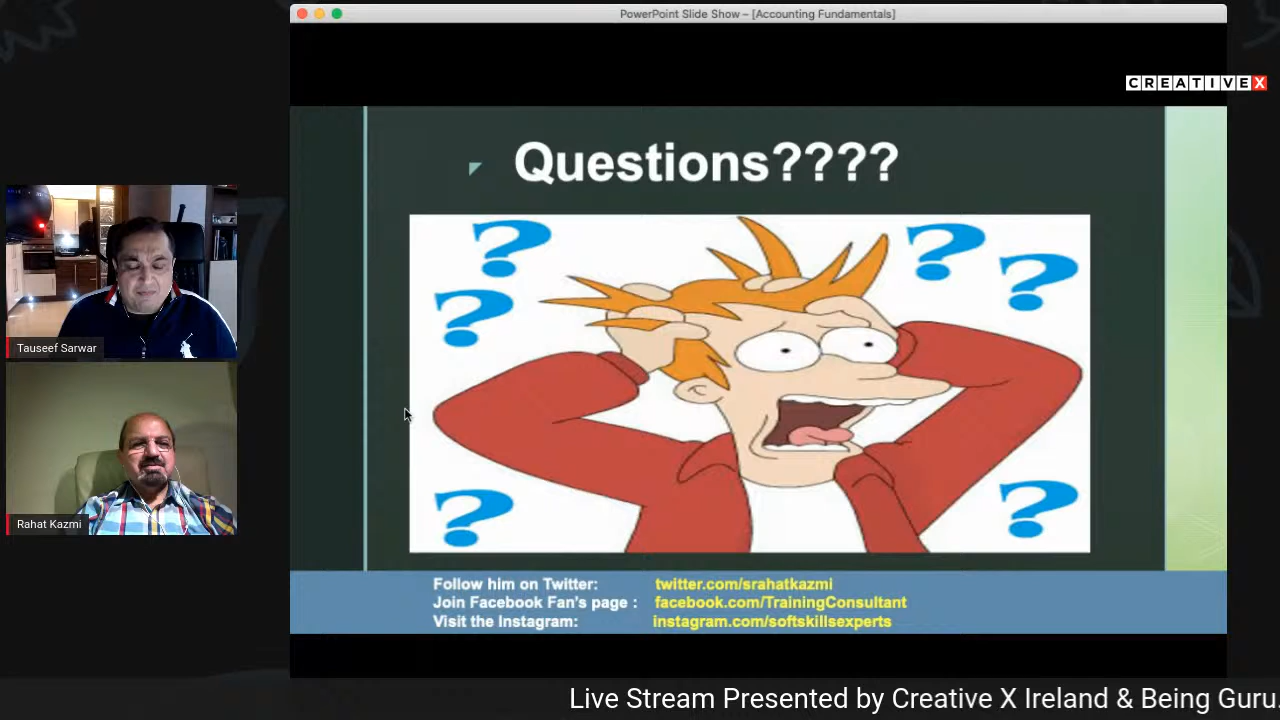 PowerPoint Slide Show – [Accounting Fundamentals]
CREATIVEX
Questions????
?
?
?
?
?
?
Tauseef Sarwar
Rahat Kazmi
Follow him on Twitter: twitter.com/srahatkazmi
Join Facebook Fan's page : facebook.com/TrainingConsultant
Visit the Instagram: instagram.com/softskillsexperts
Live Stream Presented by Creative X Ireland & Being Guru.